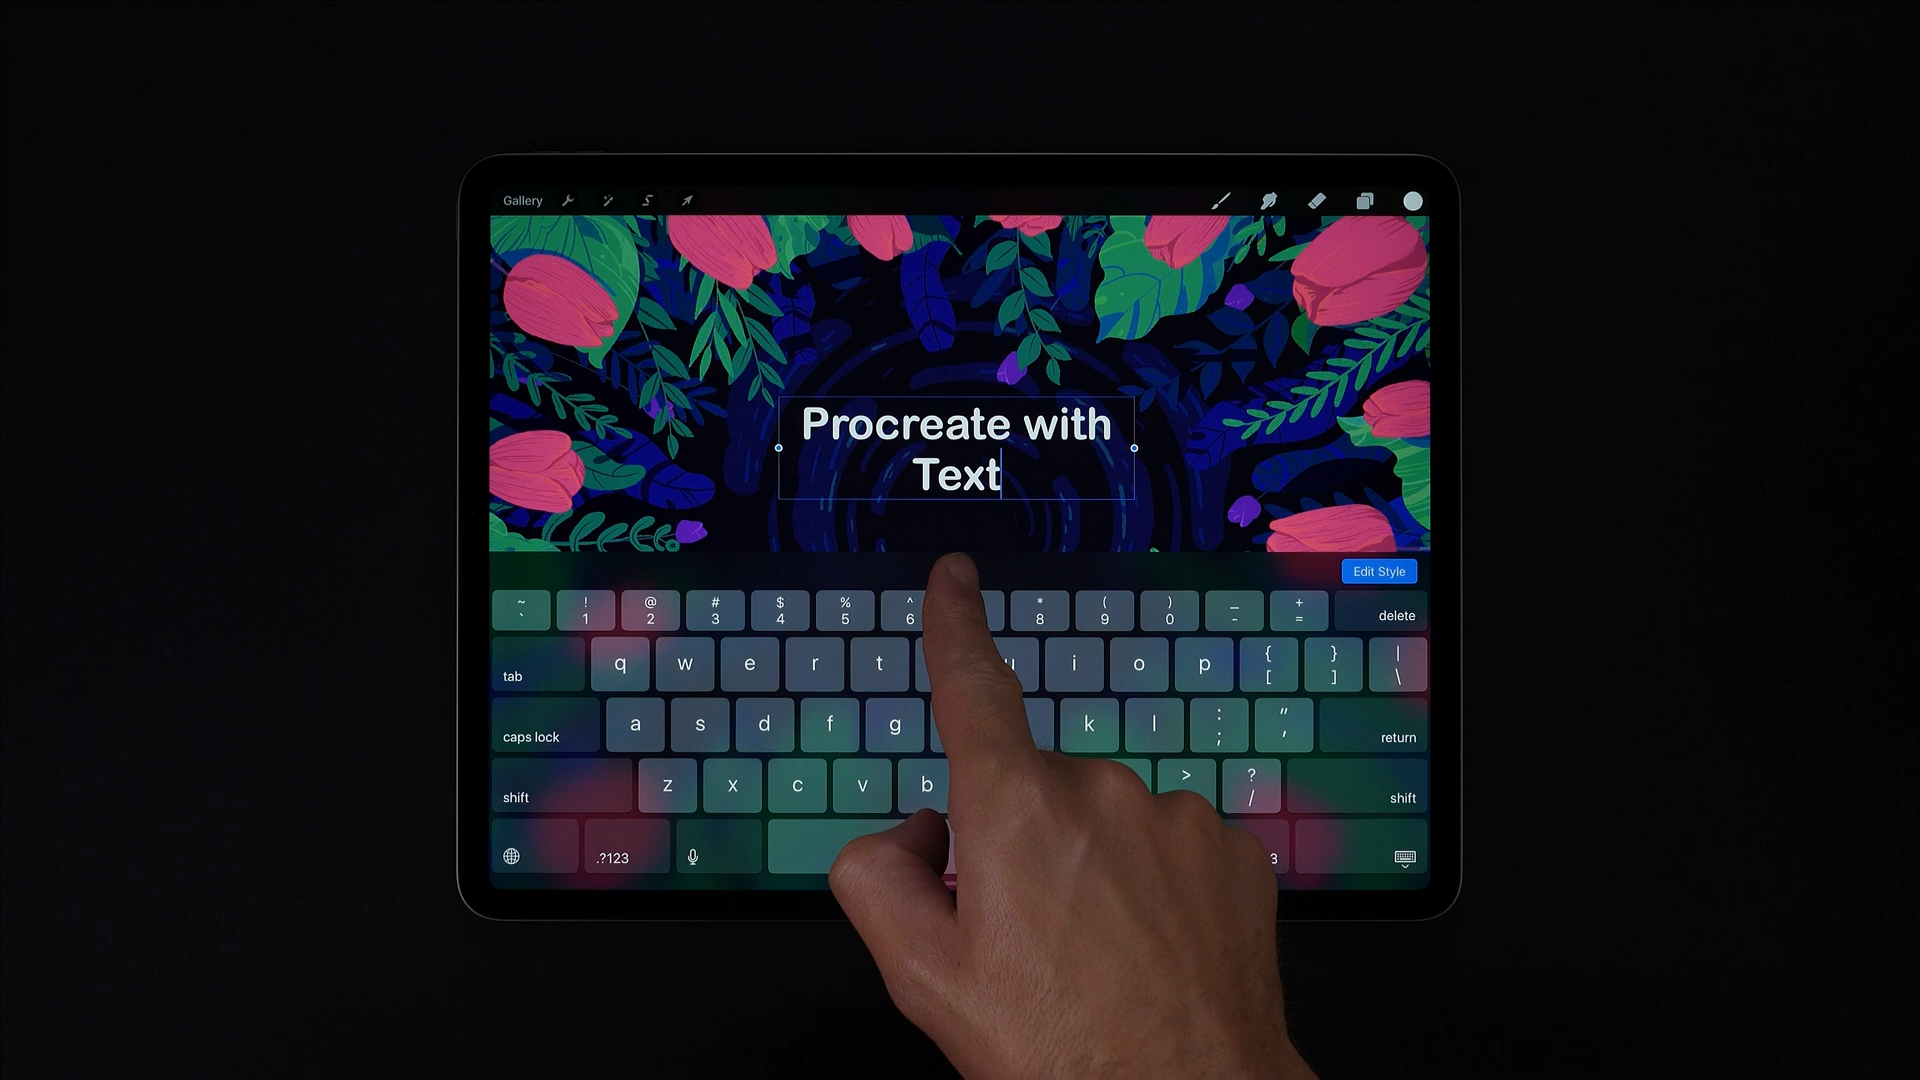 Gallery
Procreate with
Text
Edit Style
~ ! @ # $ % ^ * ( ) _ +
` 1 2 3 4 5 6 8 9 0 - = delete
tab q w e r t u i o p { [ } ] | \
caps lock a s d f g k l : ; " ' return
shift z x c v b > ? / shift
.?123 3